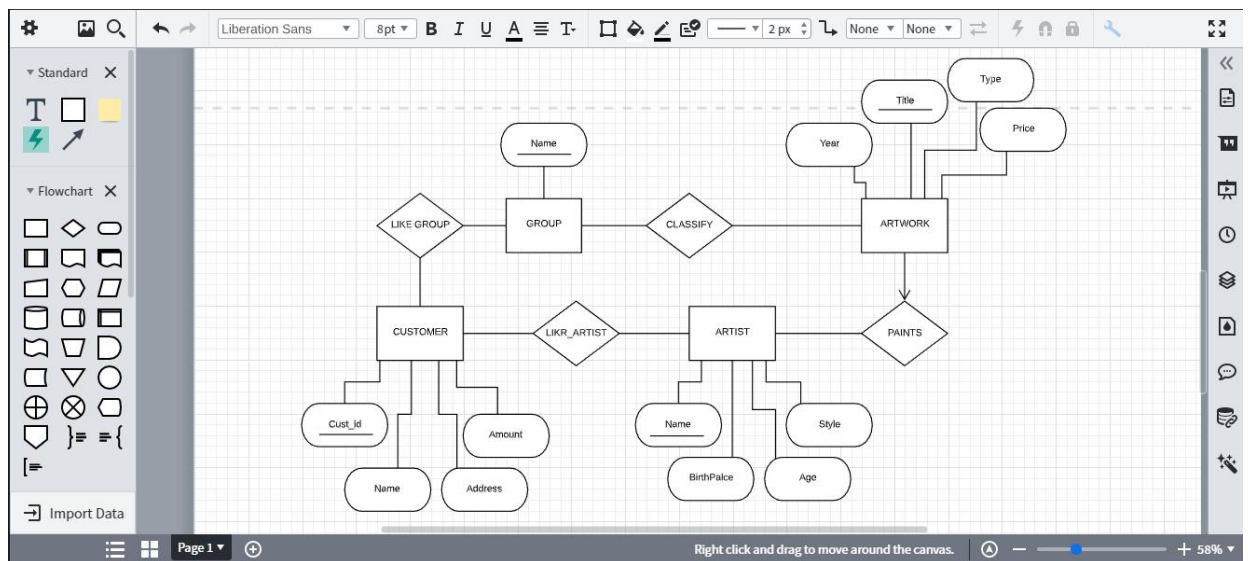 Liberation Sans
8pt
B
I
U
A
T
2 px
None
None
Standard
T
Flowchart
Import Data
Type
Title
Price
Name
Year
LIKE GROUP
GROUP
CLASSIFY
ARTWORK
CUSTOMER
LIKR_ARTIST
ARTIST
PAINTS
Cust_id
Amount
Name
Style
Name
Address
BirthPalce
Age
Page 1
Right click and drag to move around the canvas.
58%